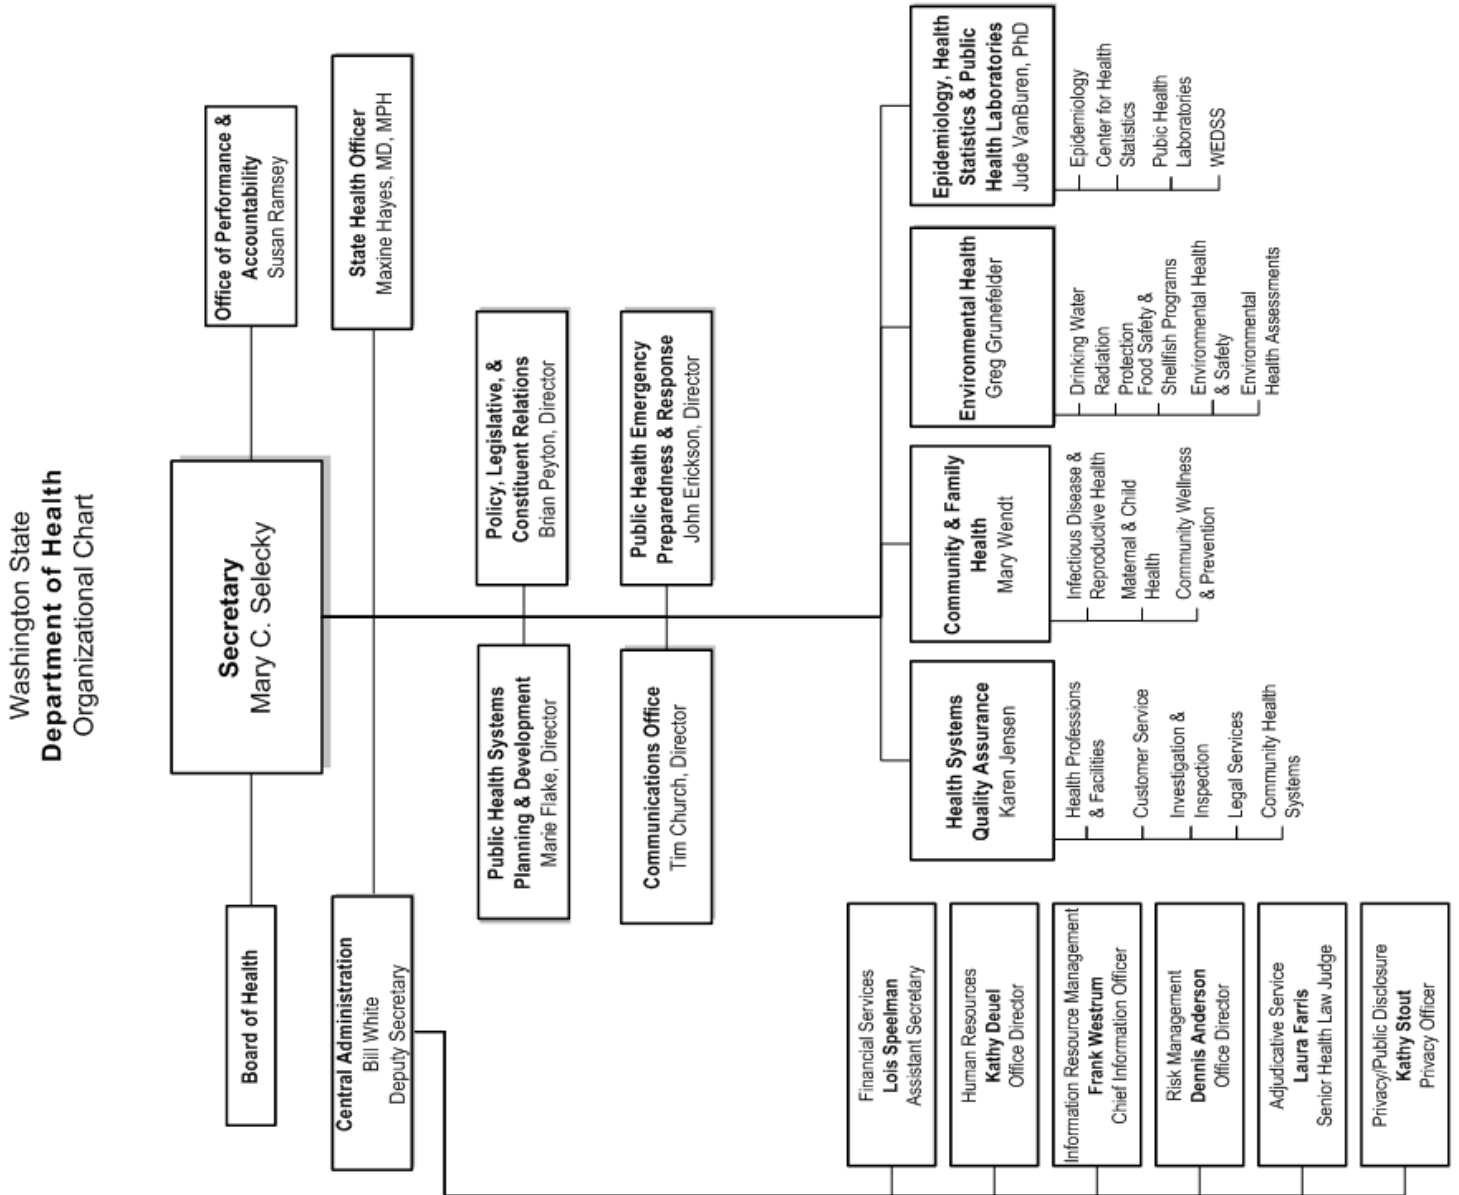 Washington State
Department of Health
Organizational Chart
Board of Health
Secretary
Mary C. Selecky
Office of Performance &
Accountability
Susan Ramsey
Central Administration
Bill White
Deputy Secretary
State Health Officer
Maxine Hayes, MD, MPH
Public Health Systems
Planning & Development
Marie Flake, Director
Policy, Legislative, &
Constituent Relations
Brian Peyton, Director
Communications Office
Tim Church, Director
Public Health Emergency
Preparedness & Response
John Erickson, Director
Financial Services
Lois Speelman
Assistant Secretary
Human Resources
Kathy Deuel
Office Director
Information Resource Management
Frank Westrum
Chief Information Officer
Risk Management
Dennis Anderson
Office Director
Adjudicative Service
Laura Farris
Senior Health Law Judge
Privacy/Public Disclosure
Kathy Stout
Privacy Officer
Health Systems
Quality Assurance
Karen Jensen
Health Professions
& Facilities
Customer Service
Investigation &
Inspection
Legal Services
Community Health
Systems
Community & Family
Health
Mary Wendt
Infectious Disease &
Reproductive Health
Maternal & Child
Health
Community Wellness
& Prevention
Environmental Health
Greg Grunefelder
Drinking Water
Radiation
Protection
Food Safety &
Shellfish Programs
Environmental Health
& Safety
Environmental
Health Assessments
Epidemiology, Health
Statistics & Public
Health Laboratories
Jude VanBuren, PhD
Epidemiology
Center for Health
Statistics
Pubic Health
Laboratories
WEDSS